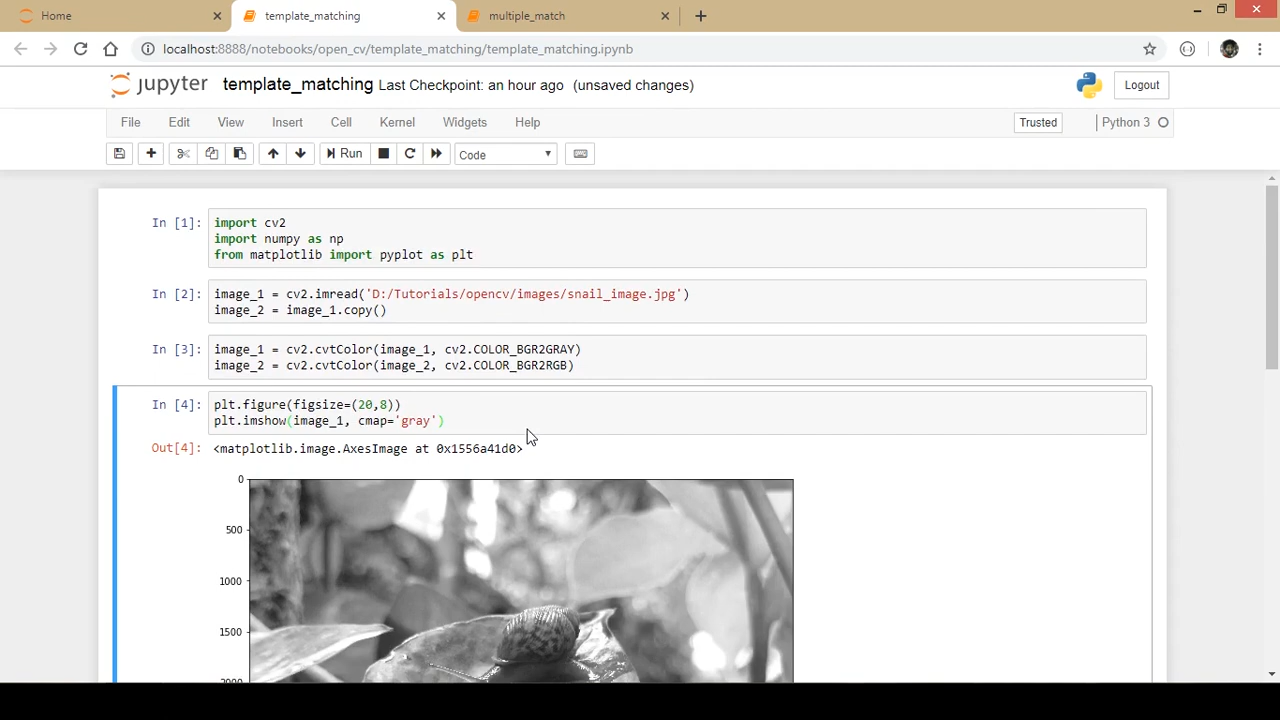 Home
template_matching
multiple_match
localhost:8888/notebooks/open_cv/template_matching/template_matching.ipynb
jupyter template_matching Last Checkpoint: an hour ago (unsaved changes) Logout
File Edit View Insert Cell Kernel Widgets Help Trusted Python 3
Run Code
In [1]: import cv2
import numpy as np
from matplotlib import pyplot as plt
In [2]: image_1 = cv2.imread('D:/Tutorials/opencv/images/snail_image.jpg')
image_2 = image_1.copy()
In [3]: image_1 = cv2.cvtColor(image_1, cv2.COLOR_BGR2GRAY)
image_2 = cv2.cvtColor(image_2, cv2.COLOR_BGR2RGB)
In [4]: plt.figure(figsize=(20,8))
plt.imshow(image_1, cmap='gray')
Out[4]: <matplotlib.image.AxesImage at 0x1556a41d0>
0
500
1000
1500
2000